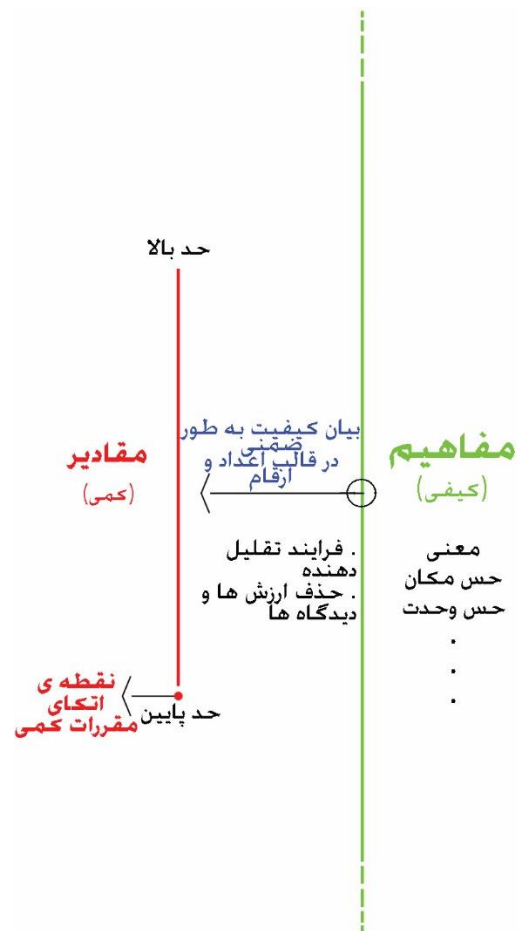 حد بالا
مفاهیم
(کیفی)
معنی
حس مکان
حس وحدت
.
.
.
بیان کیفیت به طور
ضمنی
در قالب اعداد و
ارقام
. فرایند تقلیل
دهنده
. حذف ارزش ها و
دیدگاه ها
مقادیر
(کمی)
حد پایین
نقطه ی
اتکای
مقررات کمی